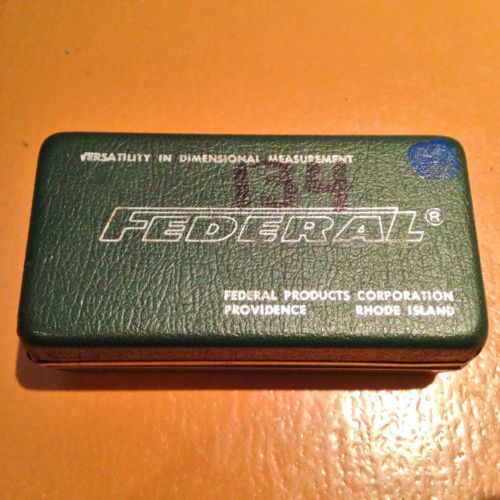 VERSATILITY IN DIMENSIONAL MEASUREMENT
134
FEDERAL®
FEDERAL PRODUCTS CORPORATION
PROVIDENCE RHODE ISLAND